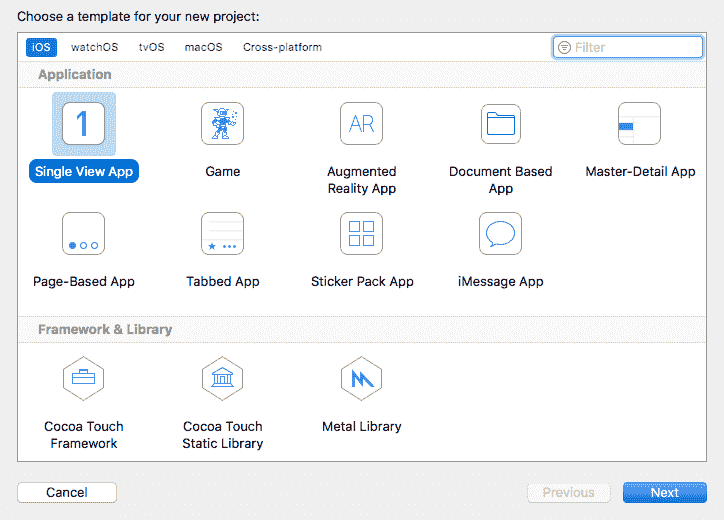 Choose a template for your new project:
iOS watchOS tvOS macOS Cross-platform Filter
Application
1 AR
Single View App Game Augmented Reality App Document Based App Master-Detail App
Page-Based App Tabbed App Sticker Pack App iMessage App
Framework & Library
Cocoa Touch Framework Cocoa Touch Static Library Metal Library
Cancel Previous Next